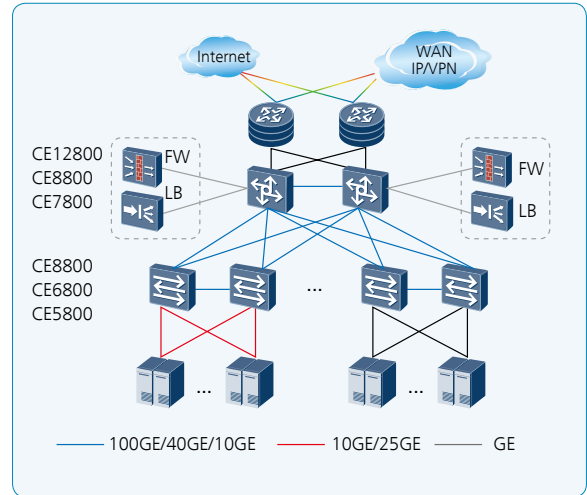 Internet
WAN
IP/VPN
CE12800
CE8800
CE7800
FW
LB
FW
LB
CE8800
CE6800
CE5800
...
... ...
100GE/40GE/10GE 10GE/25GE GE